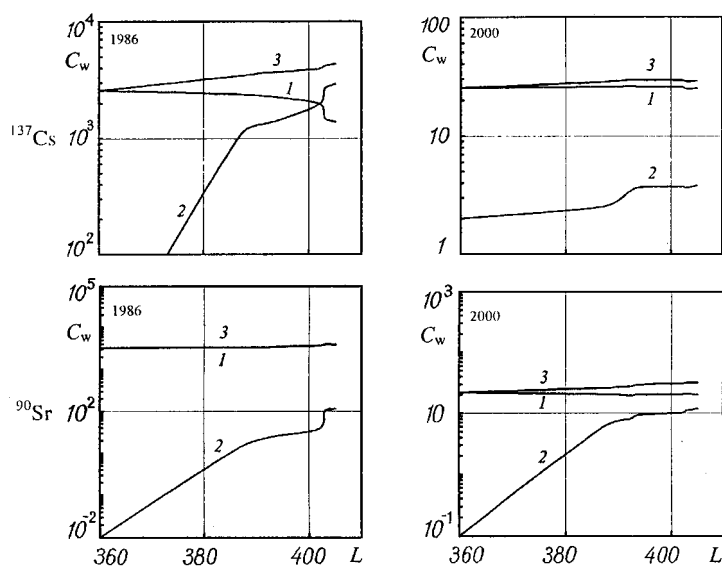 10⁴ 1986 100 2000
C_w 3 C_w 3
1 1
¹³⁷Cs 10³ 10
2 2
10² 1
10⁵ 1986 10³ 2000
C_w 3 C_w 3
1 1
⁹⁰Sr 10² 10
2 2
10⁻² 10⁻¹
360 380 400 L 360 380 400 L